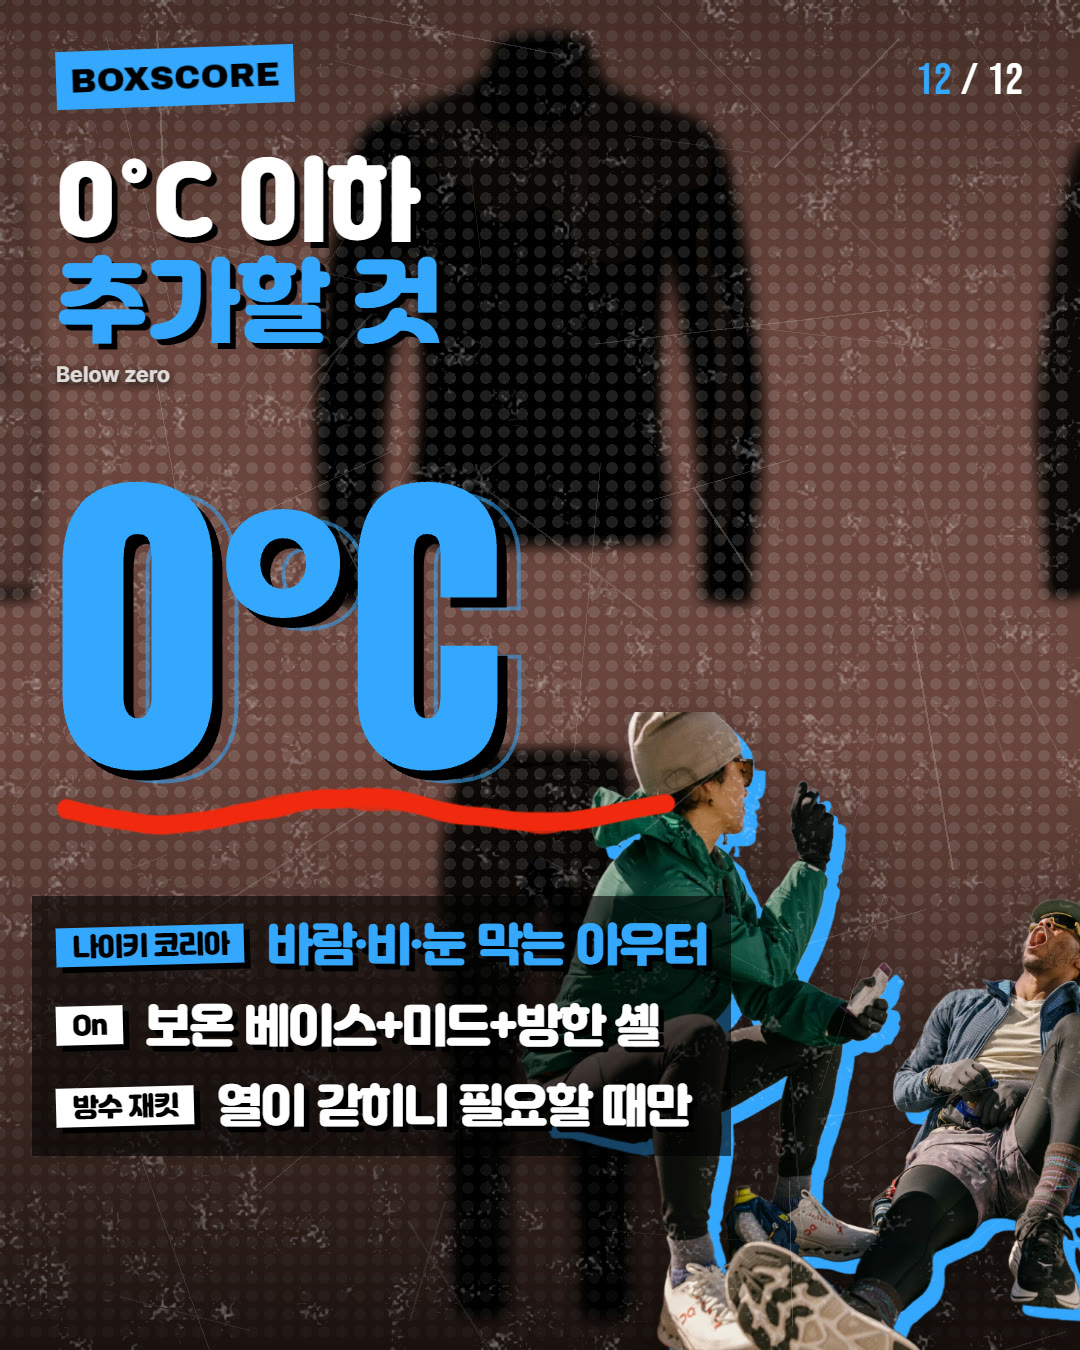 BOXSCORE
12 / 12
0°C 이하
추가할 것
Below zero
0°C
나이키 코리아 바람·비·눈 막는 아우터
On 보온 베이스+미드+방한 셸
방수 재킷 열이 갇히니 필요할 때만